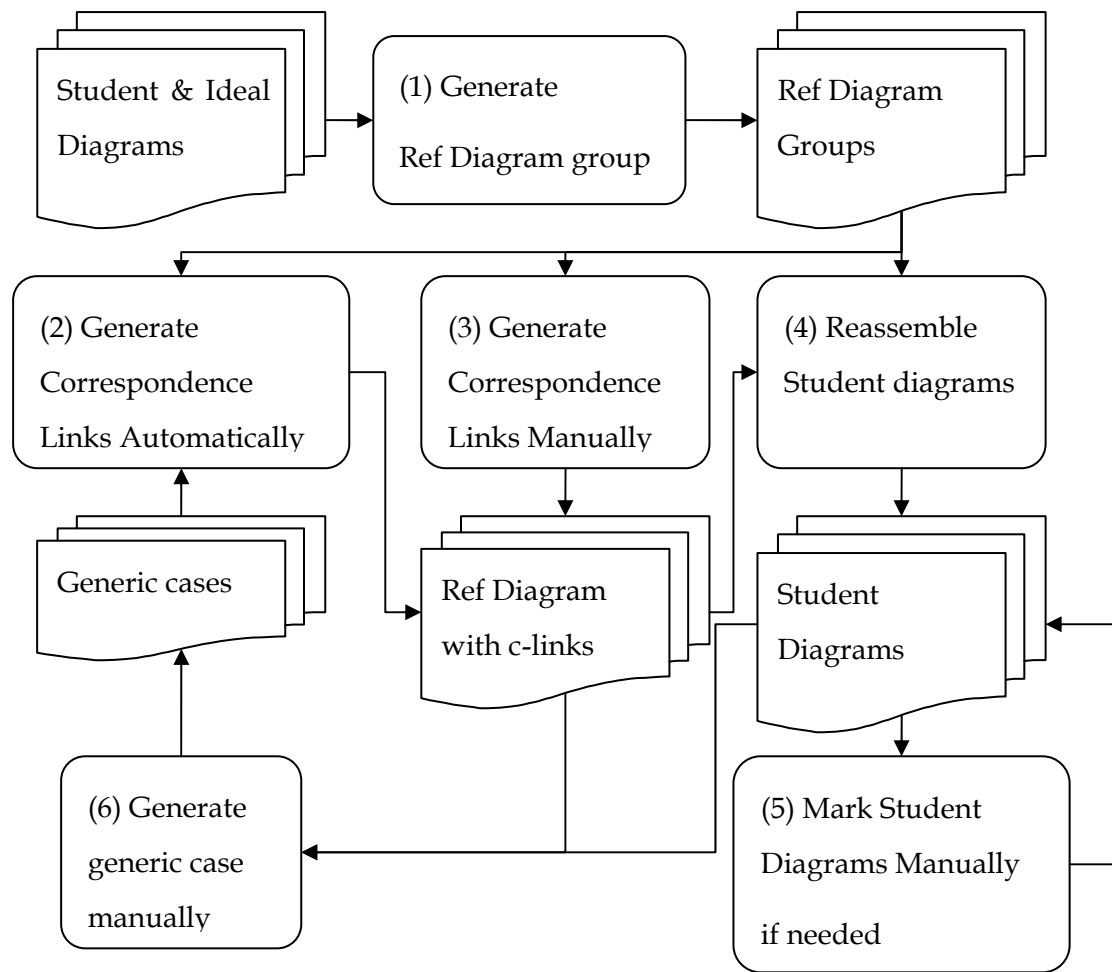 Student & Ideal
Diagrams
(1) Generate
Ref Diagram group
Ref Diagram
Groups
(2) Generate
Correspondence
Links Automatically
(3) Generate
Correspondence
Links Manually
(4) Reassemble
Student diagrams
Generic cases
Ref Diagram
with c-links
Student
Diagrams
(6) Generate
generic case
manually
(5) Mark Student
Diagrams Manually
if needed